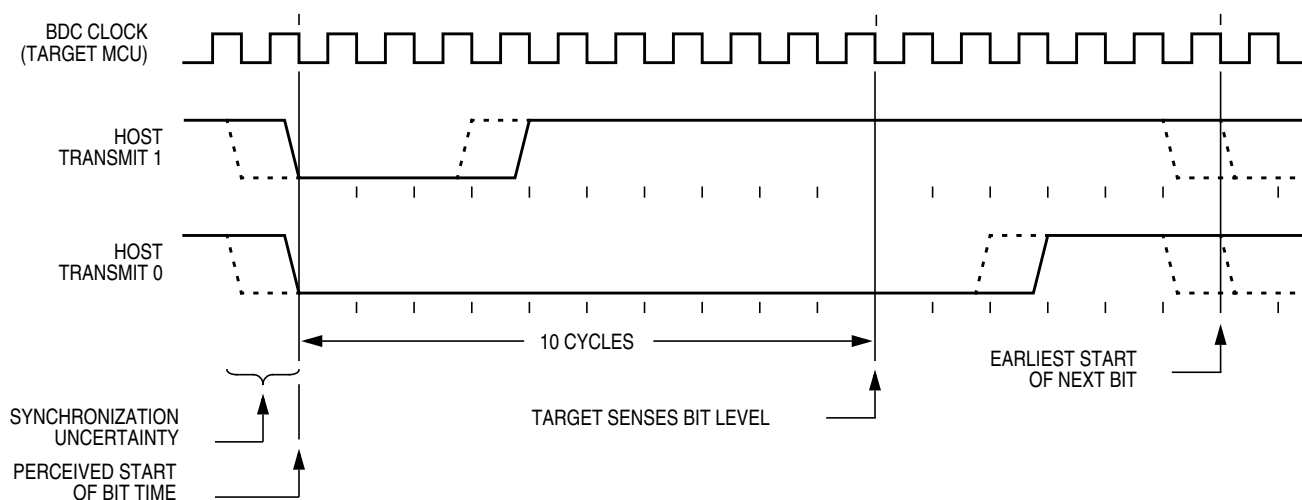 BDC CLOCK
(TARGET MCU)
HOST
TRANSMIT 1
HOST
TRANSMIT 0
10 CYCLES
EARLIEST START
OF NEXT BIT
TARGET SENSES BIT LEVEL
SYNCHRONIZATION
UNCERTAINTY
PERCEIVED START
OF BIT TIME